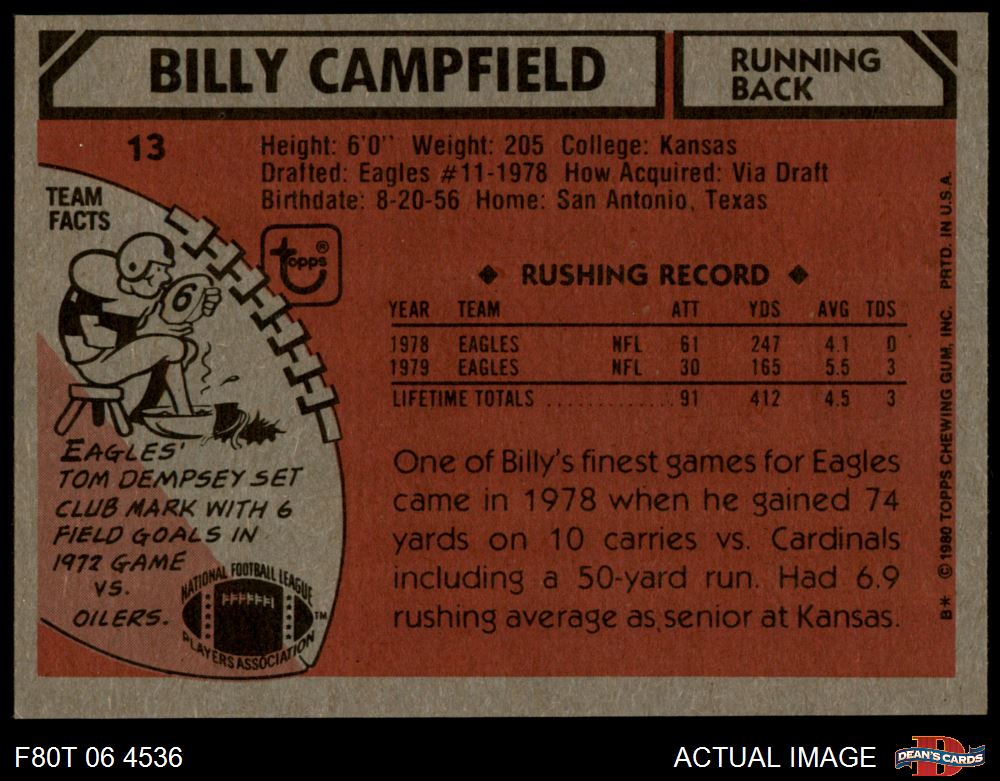 BILLY CAMPFIELD
RUNNING
BACK
13
Height: 6'0" Weight: 205 College: Kansas
Drafted: Eagles #11-1978 How Acquired: Via Draft
Birthdate: 8-20-56 Home: San Antonio, Texas
TEAM
FACTS
topps®
6
◆ RUSHING RECORD ◆
YEAR TEAM ATT YDS AVG TDS
1978 EAGLES NFL 61 247 4.1 0
1979 EAGLES NFL 30 165 5.5 3
LIFETIME TOTALS ............ 91 412 4.5 3
EAGLES'
TOM DEMPSEY SET
CLUB MARK WITH 6
FIELD GOALS IN
1972 GAME
VS.
OILERS.
NATIONAL FOOTBALL LEAGUE
PLAYERS ASSOCIATION
TM
One of Billy's finest games for Eagles
came in 1978 when he gained 74
yards on 10 carries vs. Cardinals
including a 50-yard run. Had 6.9
rushing average as senior at Kansas.
B* © 1980 TOPPS CHEWING GUM, INC. PRTD. IN U.S.A.
F80T 06 4536
ACTUAL IMAGE
D
DEAN'S CARDS